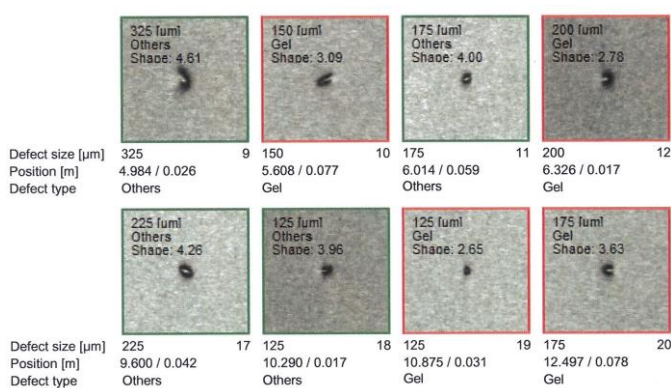 325 [um] 150 [um] 175 [um] 200 [um]
Others Gel Others Gel
Shape: 4.61 Shape: 3.09 Shape: 4.00 Shape: 2.78
Defect size [µm] 325 9 150 10 175 11 200 12
Position [m] 4.984 / 0.026 5.608 / 0.077 6.014 / 0.059 6.326 / 0.017
Defect type Others Gel Others Gel
225 [um] 125 [um] 125 [um] 175 [um]
Others Others Gel Gel
Shape: 4.26 Shape: 3.96 Shape: 2.65 Shape: 3.63
Defect size [µm] 225 17 125 18 125 19 175 20
Position [m] 9.600 / 0.042 10.290 / 0.017 10.875 / 0.031 12.497 / 0.078
Defect type Others Others Gel Gel